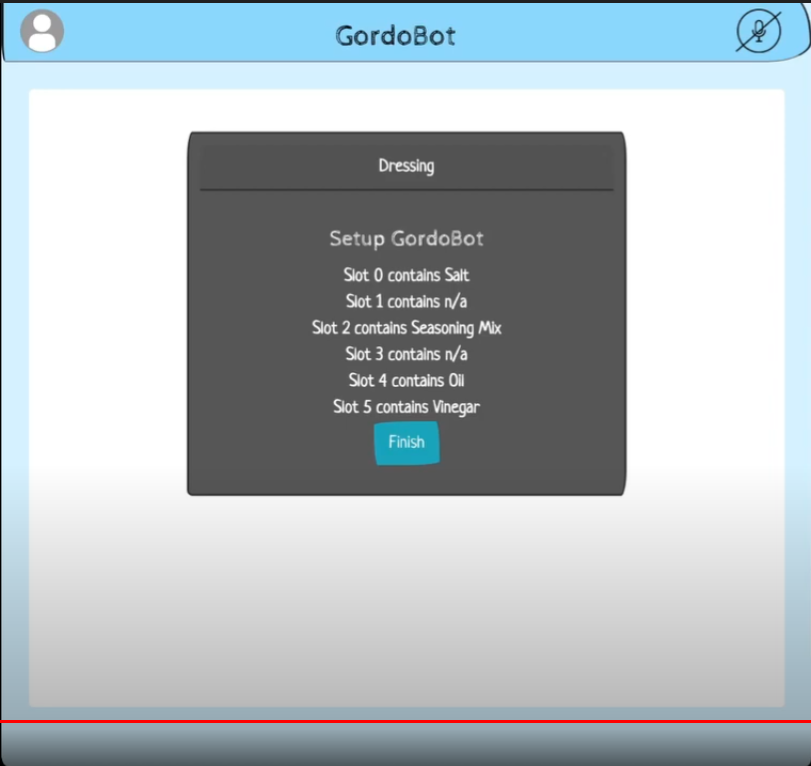 GordoBot
Dressing
Setup GordoBot
Slot 0 contains Salt
Slot 1 contains n/a
Slot 2 contains Seasoning Mix
Slot 3 contains n/a
Slot 4 contains Oil
Slot 5 contains Vinegar
Finish